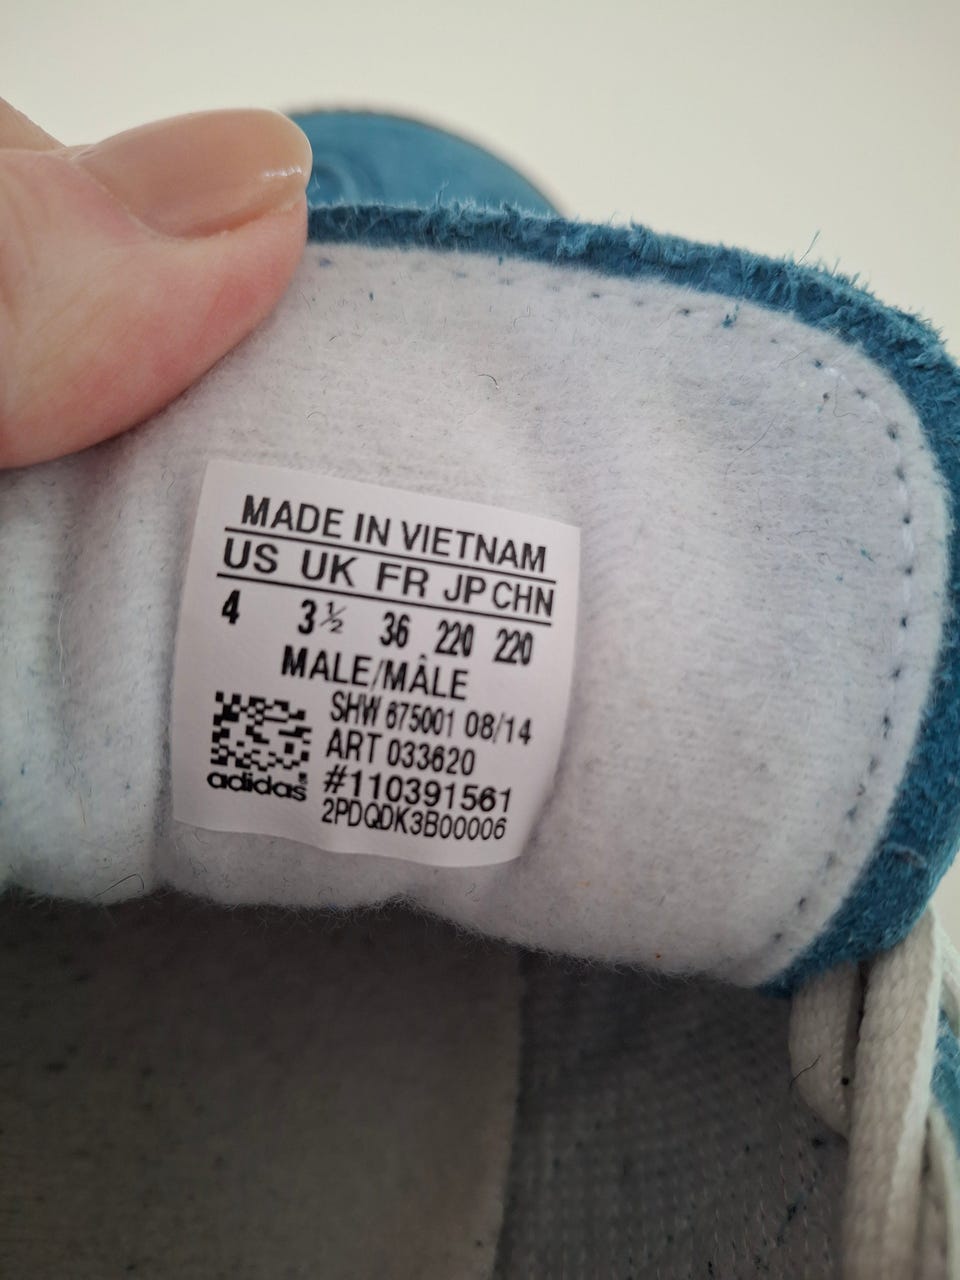 MADE IN VIETNAM
US UK FR JP CHN
4 3½ 36 220 220
MALE/MÂLE
SHW 675001 08/14
ART 033620
#110391561
2PDQDK3B00006
adidas